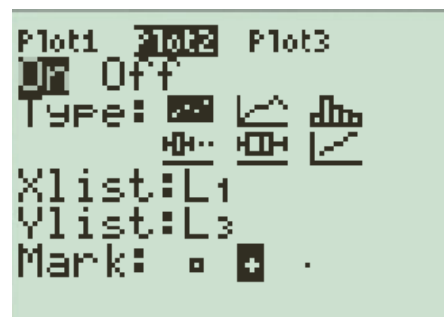 Plot1 Plot2 Plot3
On Off
Type:
Xlist:L1
Ylist:L3
Mark: